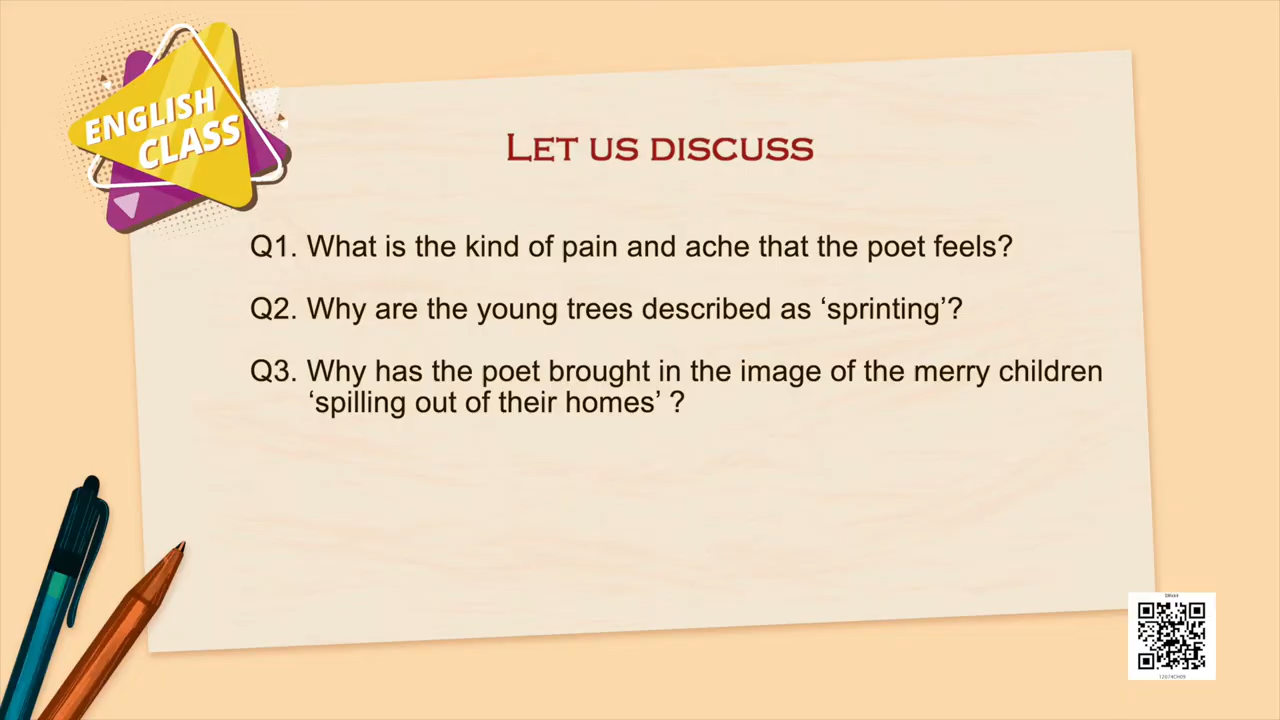 ENGLISH
CLASS
LET US DISCUSS
Q1. What is the kind of pain and ache that the poet feels?
Q2. Why are the young trees described as ‘sprinting’?
Q3. Why has the poet brought in the image of the merry children
‘spilling out of their homes’ ?